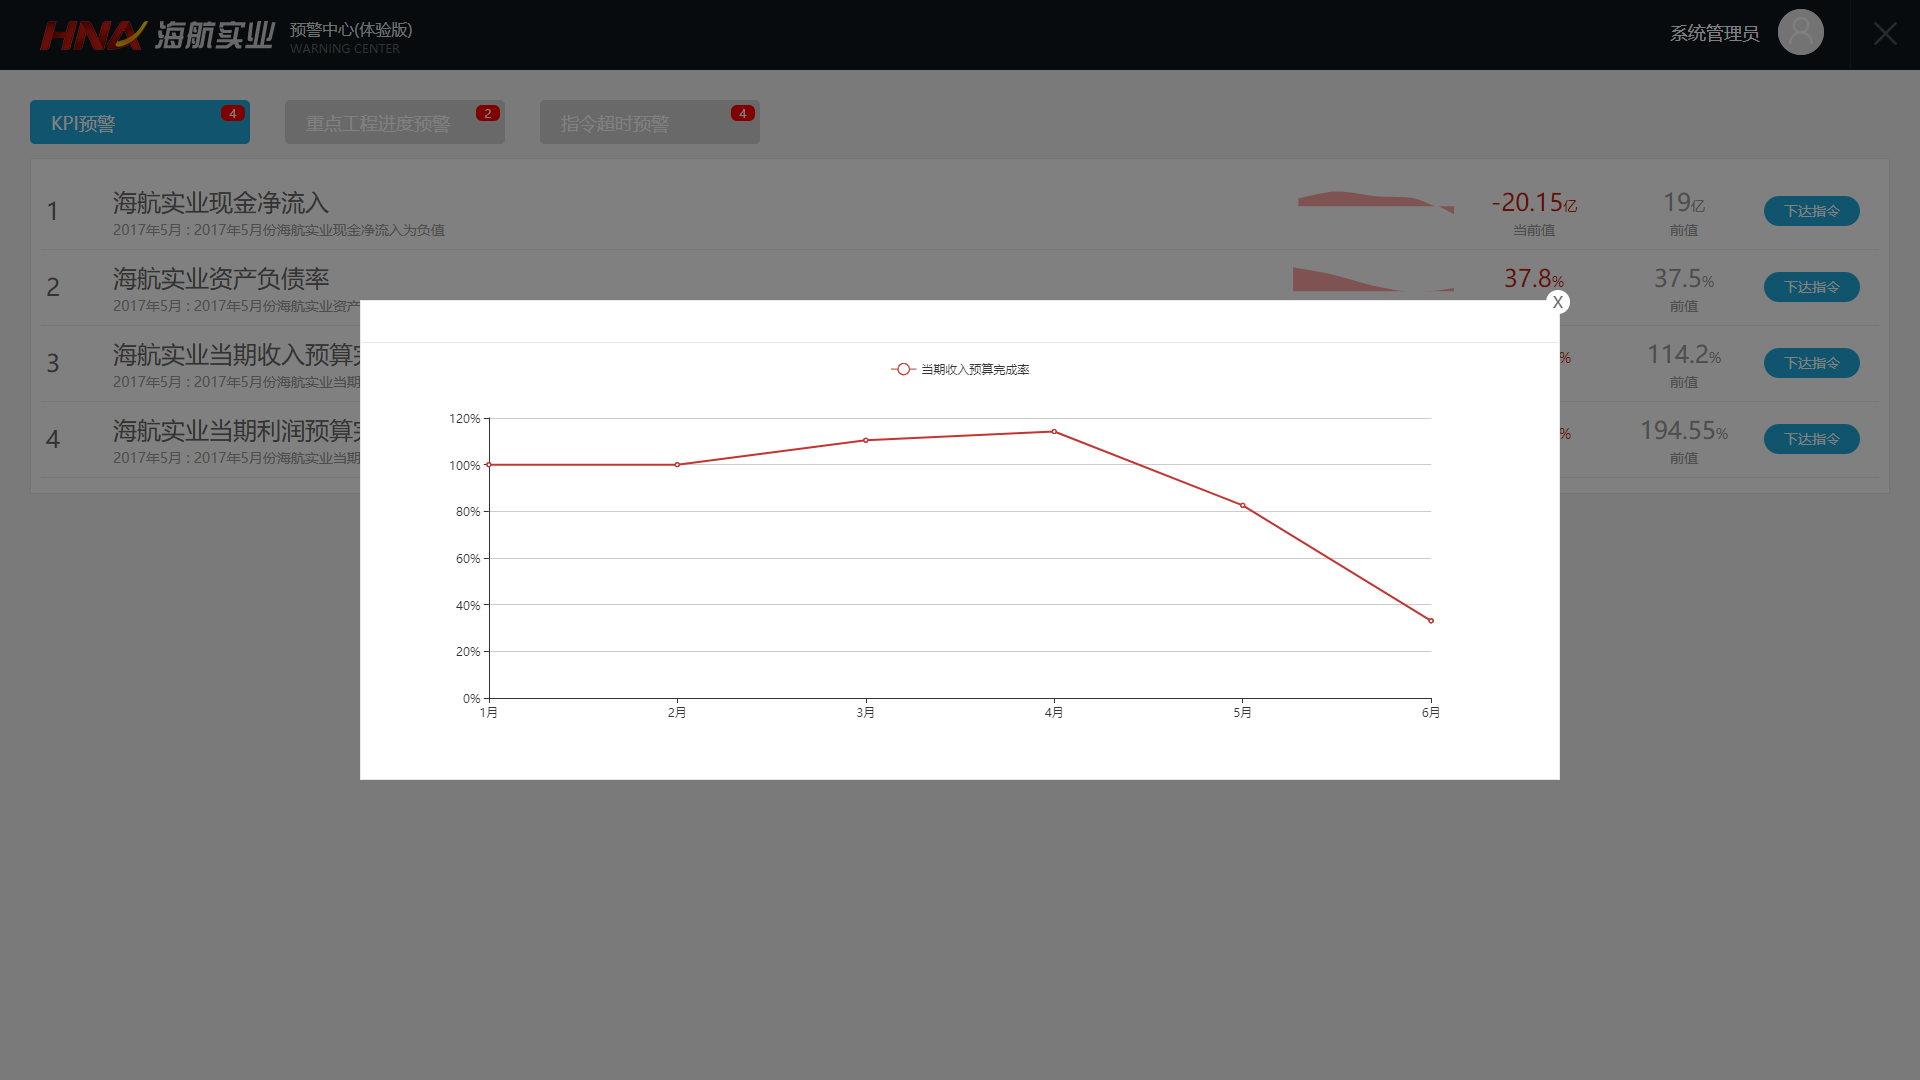 HNA 海航实业 预警中心(体验版)
WARNING CENTER
系统管理员
KPI预警 4
重点工程进度预警 2
指令超时预警 4
1 海航实业现金净流入 -20.15亿 19亿 下达指令
2017年5月 : 2017年5月份海航实业现金净流入为负值 当前值 前值
2 海航实业资产负债率 37.8% 37.5% 下达指令
2017年5月 : 2017年5月份海航实业资产 前值
X
3 海航实业当期收入预算 % 114.2% 下达指令
2017年5月 : 2017年5月份海航实业当期 前值
4 海航实业当期利润预算 % 194.55% 下达指令
2017年5月 : 2017年5月份海航实业当期 前值
当期收入预算完成率
120%
100%
80%
60%
40%
20%
0%
1月 2月 3月 4月 5月 6月